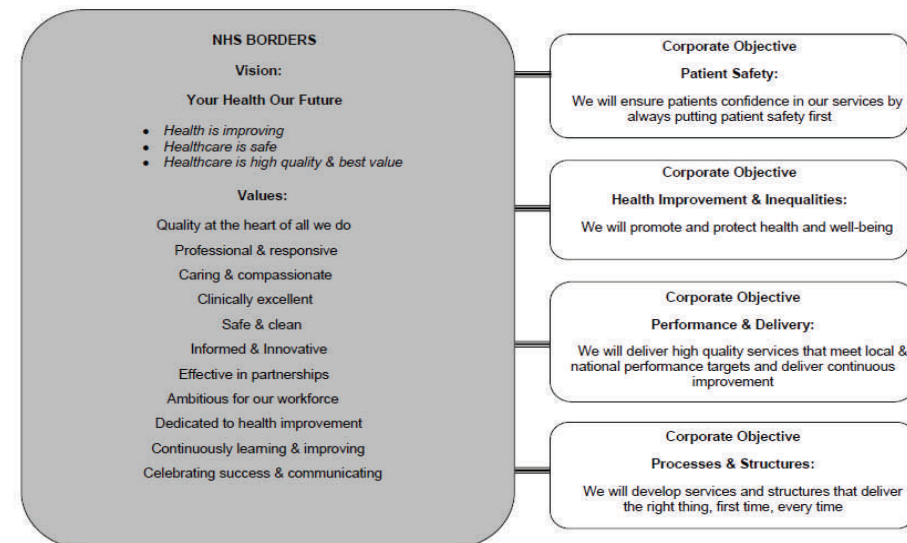 NHS BORDERS
Vision:
Your Health Our Future
• Health is improving
• Healthcare is safe
• Healthcare is high quality & best value
Values:
Quality at the heart of all we do
Professional & responsive
Caring & compassionate
Clinically excellent
Safe & clean
Informed & Innovative
Effective in partnerships
Ambitious for our workforce
Dedicated to health improvement
Continuously learning & improving
Celebrating success & communicating
Corporate Objective
Patient Safety:
We will ensure patients confidence in our services by
always putting patient safety first
Corporate Objective
Health Improvement & Inequalities:
We will promote and protect health and well-being
Corporate Objective
Performance & Delivery:
We will deliver high quality services that meet local &
national performance targets and deliver continuous
improvement
Corporate Objective
Processes & Structures:
We will develop services and structures that deliver
the right thing, first time, every time